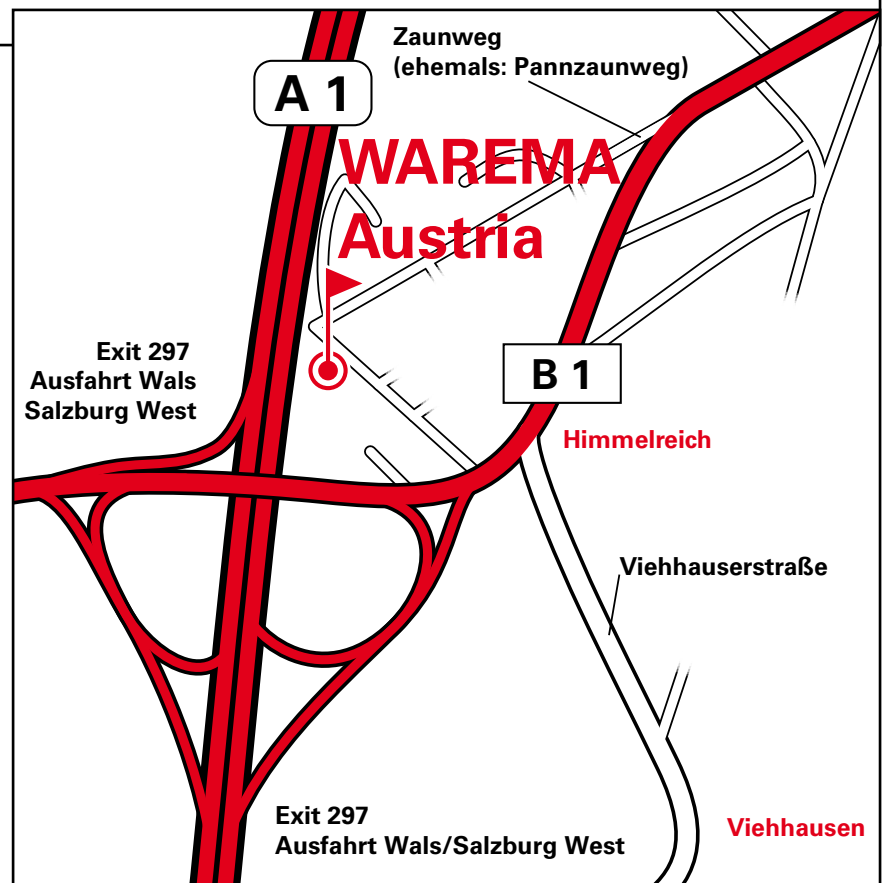 Zaunweg
(ehemals: Pannzaunweg)
A 1
WAREMA
Austria
Exit 297
Ausfahrt Wals
Salzburg West
B 1
Himmelreich
Viehhauserstraße
Exit 297
Ausfahrt Wals/Salzburg West
Viehhausen